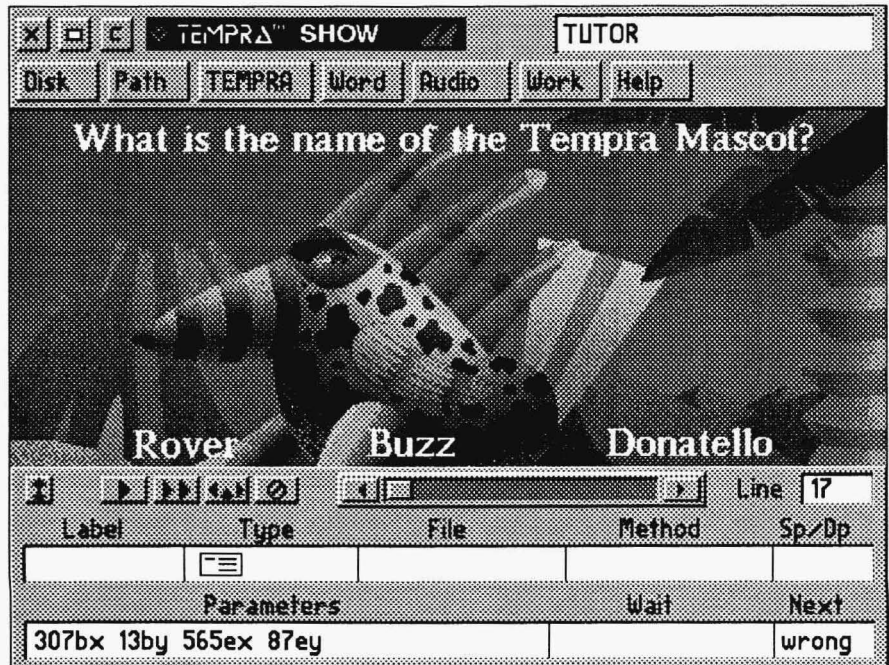 X C TEMPRA™ SHOW TUTOR
Disk Path TEMPRA Word Audio Work Help
What is the name of the Tempra Mascot?
Rover Buzz Donatello
Line 17
Label Type File Method Sp/Dp
Parameters Wait Next
307bx 13by 565ex 87ey wrong